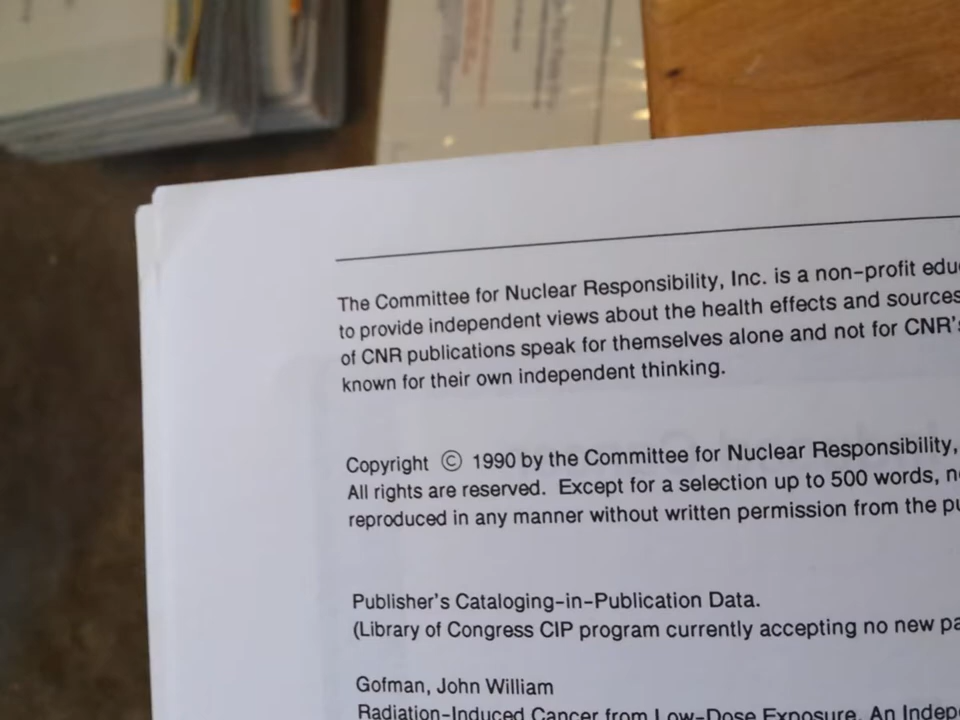 The Committee for Nuclear Responsibility, Inc. is a non-profit edu
to provide independent views about the health effects and sources
of CNR publications speak for themselves alone and not for CNR's
known for their own independent thinking.
Copyright © 1990 by the Committee for Nuclear Responsibility,
All rights are reserved. Except for a selection up to 500 words, n
reproduced in any manner without written permission from the pu
Publisher's Cataloging-in-Publication Data.
(Library of Congress CIP program currently accepting no new pa
Gofman, John William
Radiation-Induced Cancer from Low-Dose Exposure. An Indep